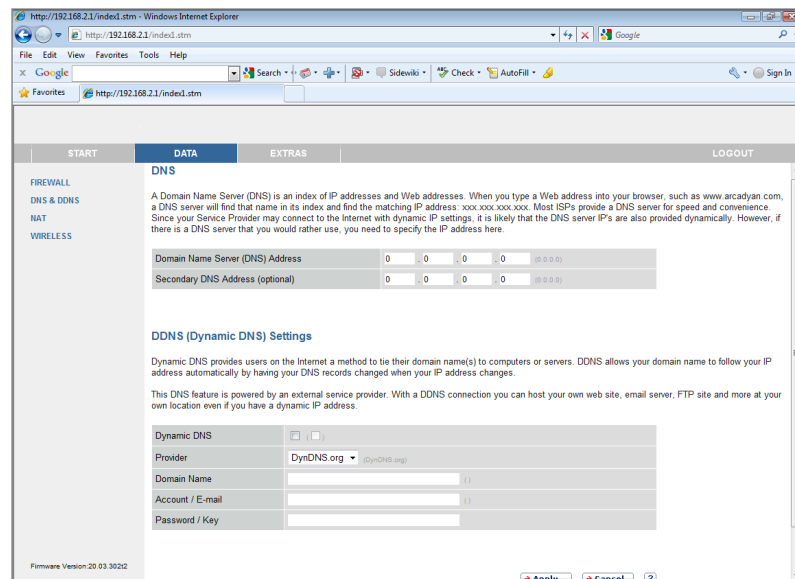 http://192.168.2.1/index1.stm - Windows Internet Explorer
http://192.168.2.1/index1.stm
Google
File Edit View Favorites Tools Help
x Google Search Sidewiki Check AutoFill Sign In
Favorites http://192.168.2.1/index1.stm
START DATA EXTRAS LOGOUT
FIREWALL
DNS & DDNS
NAT
WIRELESS
DNS
A Domain Name Server (DNS) is an index of IP addresses and Web addresses. When you type a Web address into your browser, such as www.arcadyan.com,
a DNS server will find that name in its index and find the matching IP address: xxx.xxx.xxx.xxx. Most ISPs provide a DNS server for speed and convenience.
Since your Service Provider may connect to the Internet with dynamic IP settings, it is likely that the DNS server IP's are also provided dynamically. However, if
there is a DNS server that you would rather use, you need to specify the IP address here.
Domain Name Server (DNS) Address 0 . 0 . 0 . 0 (0.0.0.0)
Secondary DNS Address (optional) 0 . 0 . 0 . 0 (0.0.0.0)
DDNS (Dynamic DNS) Settings
Dynamic DNS provides users on the Internet a method to tie their domain name(s) to computers or servers. DDNS allows your domain name to follow your IP
address automatically by having your DNS records changed when your IP address changes.
This DNS feature is powered by an external service provider. With a DDNS connection you can host your own web site, email server, FTP site and more at your
own location even if you have a dynamic IP address.
Dynamic DNS ( )
Provider DynDNS.org (DynDNS.org)
Domain Name ( )
Account / E-mail ( )
Password / Key
Apply Cancel ?
Firmware Version:20.03.302t2